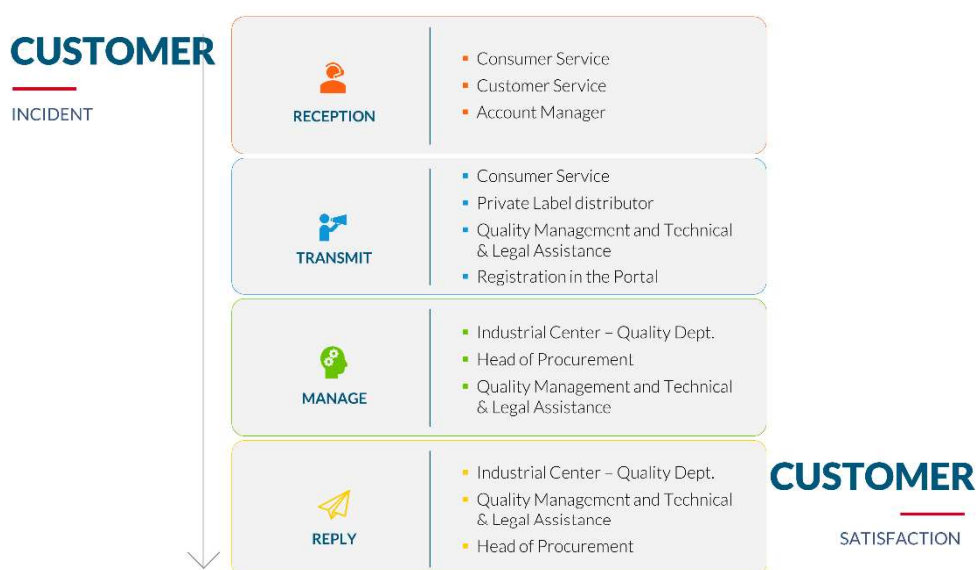 CUSTOMER
INCIDENT
RECEPTION
Consumer Service
Customer Service
Account Manager
TRANSMIT
Consumer Service
Private Label distributor
Quality Management and Technical
& Legal Assistance
Registration in the Portal
MANAGE
Industrial Center – Quality Dept.
Head of Procurement
Quality Management and Technical
& Legal Assistance
REPLY
Industrial Center – Quality Dept.
Quality Management and Technical
& Legal Assistance
Head of Procurement
CUSTOMER
SATISFACTION